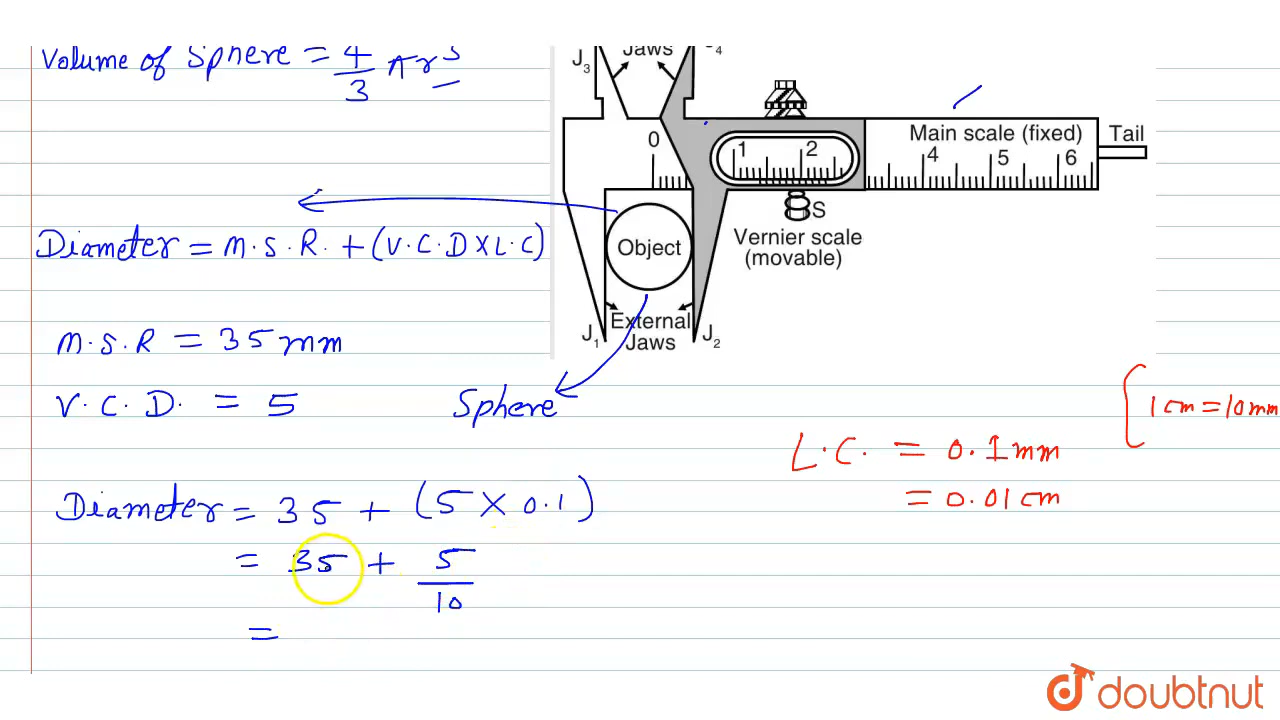 Volume of Sphere = 4/3 πr³
Jaws
J3
J4
0
1
2
Main scale (fixed)
4
5
6
Tail
S
Vernier scale
(movable)
Object
External
Jaws
J1
J2
Diameter = M.S.R. + (V.C.D X L.C)
M.S.R = 35 mm
V.C.D. = 5
Sphere
1 cm = 10 mm
L.C. = 0.1 mm
= 0.01 cm
Diameter = 35 + (5 X 0.1)
= 35 + 5/10
=
doubtnut